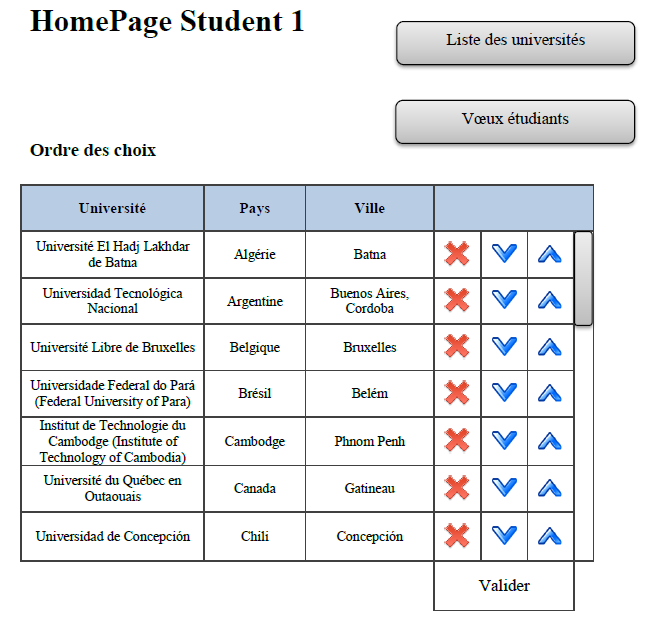 HomePage Student 1
Liste des universités
Vœux étudiants
Ordre des choix
Université Pays Ville
Université El Hadj Lakhdar
de Batna
Algérie
Batna
Universidad Tecnológica
Nacional
Argentine
Buenos Aires,
Cordoba
Université Libre de Bruxelles
Belgique
Bruxelles
Universidade Federal do Pará
(Federal University of Para)
Brésil
Belém
Institut de Technologie du
Cambodge (Institute of
Technology of Cambodia)
Cambodge
Phnom Penh
Université du Québec en
Outaouais
Canada
Gatineau
Universidad de Concepción
Chili
Concepción
Valider